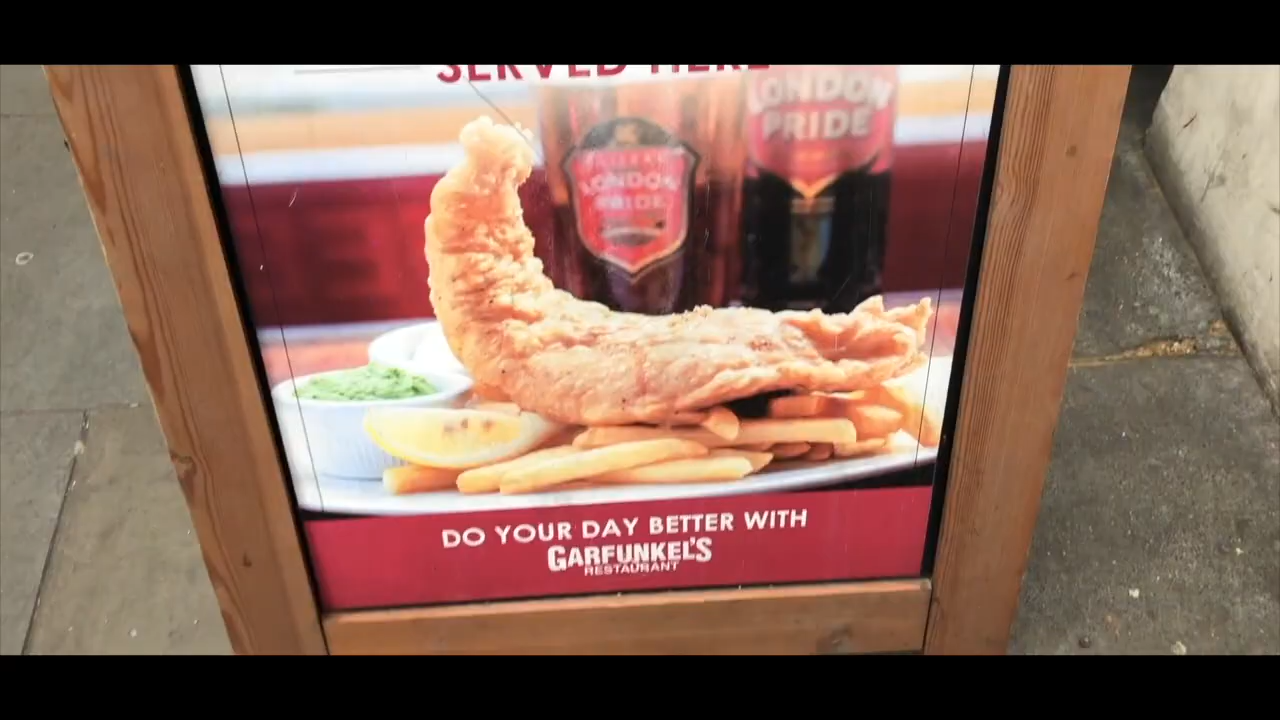 SERVED HERE
LONDON
PRIDE
LONDON
PRIDE
DO YOUR DAY BETTER WITH
GARFUNKEL'S
RESTAURANT